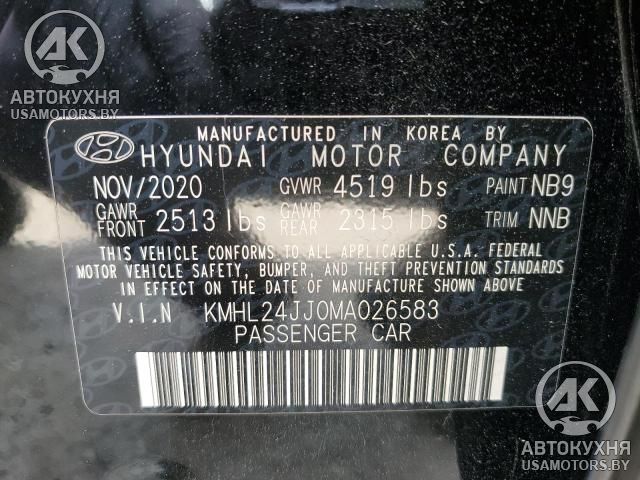 АК
АВТОКУХНЯ
USAMOTORS.BY
MANUFACTURED IN KOREA BY
HYUNDAI MOTOR COMPANY
NOV/2020 GVWR 4519 lbs PAINT NB9
GAWR FRONT 2513 lbs GAWR REAR 2315 lbs TRIM NNB
THIS VEHICLE CONFORMS TO ALL APPLICABLE U.S.A. FEDERAL
MOTOR VEHICLE SAFETY, BUMPER, AND THEFT PREVENTION STANDARDS
IN EFFECT ON THE DATE OF MANUFACTURE SHOWN ABOVE
V.I.N KMHL24JJ0MA026583
PASSENGER CAR
АК
АВТОКУХНЯ
USAMOTORS.BY